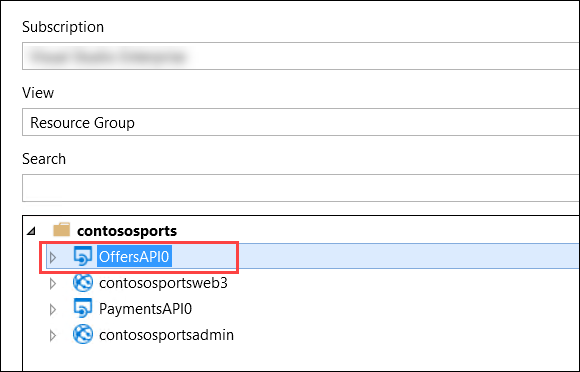 Subscription
View
Resource Group
Search
contososports
OffersAPI0
contososportsweb3
PaymentsAPI0
contososportsadmin